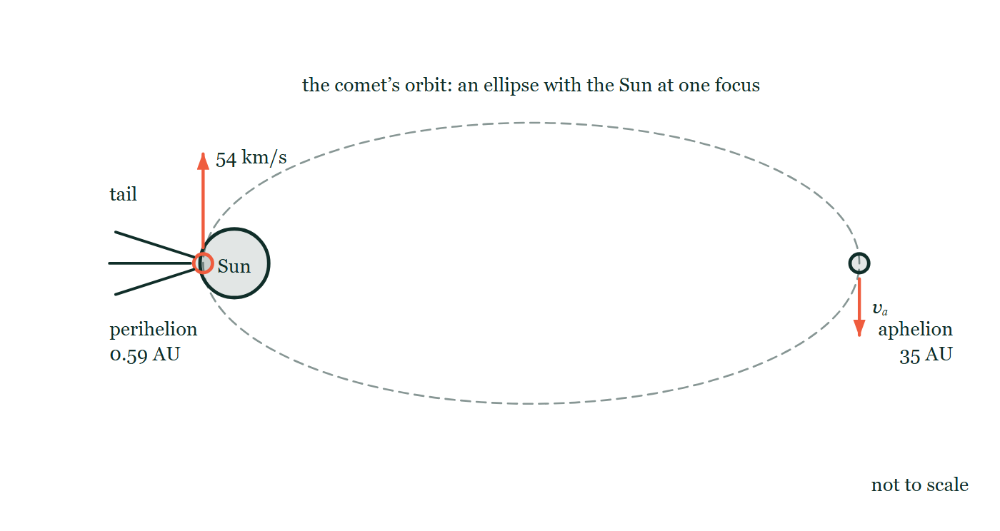 the comet’s orbit: an ellipse with the Sun at one focus
54 km/s
tail
Sun
perihelion
0.59 AU
vₐ
aphelion
35 AU
not to scale